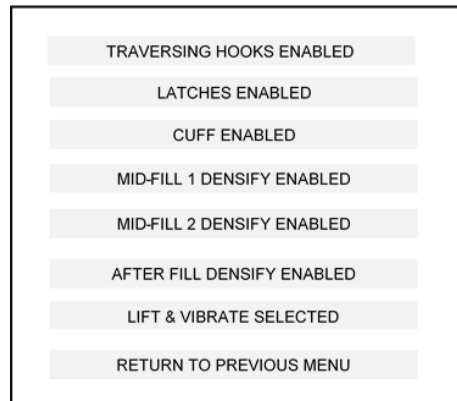 TRAVERSING HOOKS ENABLED
LATCHES ENABLED
CUFF ENABLED
MID-FILL 1 DENSIFY ENABLED
MID-FILL 2 DENSIFY ENABLED
AFTER FILL DENSIFY ENABLED
LIFT & VIBRATE SELECTED
RETURN TO PREVIOUS MENU